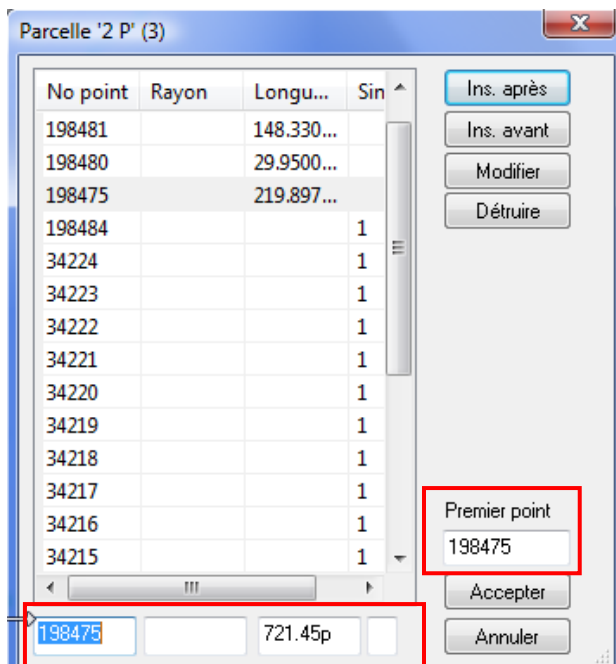 Parcelle '2 P' (3)
No point Rayon Longu... Sin
198481 148.330...
198480 29.9500...
198475 219.897...
198484 1
34224 1
34223 1
34222 1
34221 1
34220 1
34219 1
34218 1
34217 1
34216 1
34215 1
198475 721.45p
Ins. après
Ins. avant
Modifier
Détruire
Premier point
198475
Accepter
Annuler